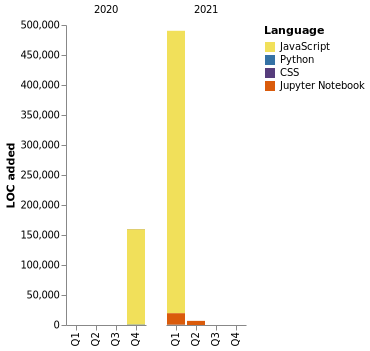 2020 2021
Language
JavaScript
Python
CSS
Jupyter Notebook
LOC added
500,000
450,000
400,000
350,000
300,000
250,000
200,000
150,000
100,000
50,000
0
Q1 Q2 Q3 Q4 Q1 Q2 Q3 Q4